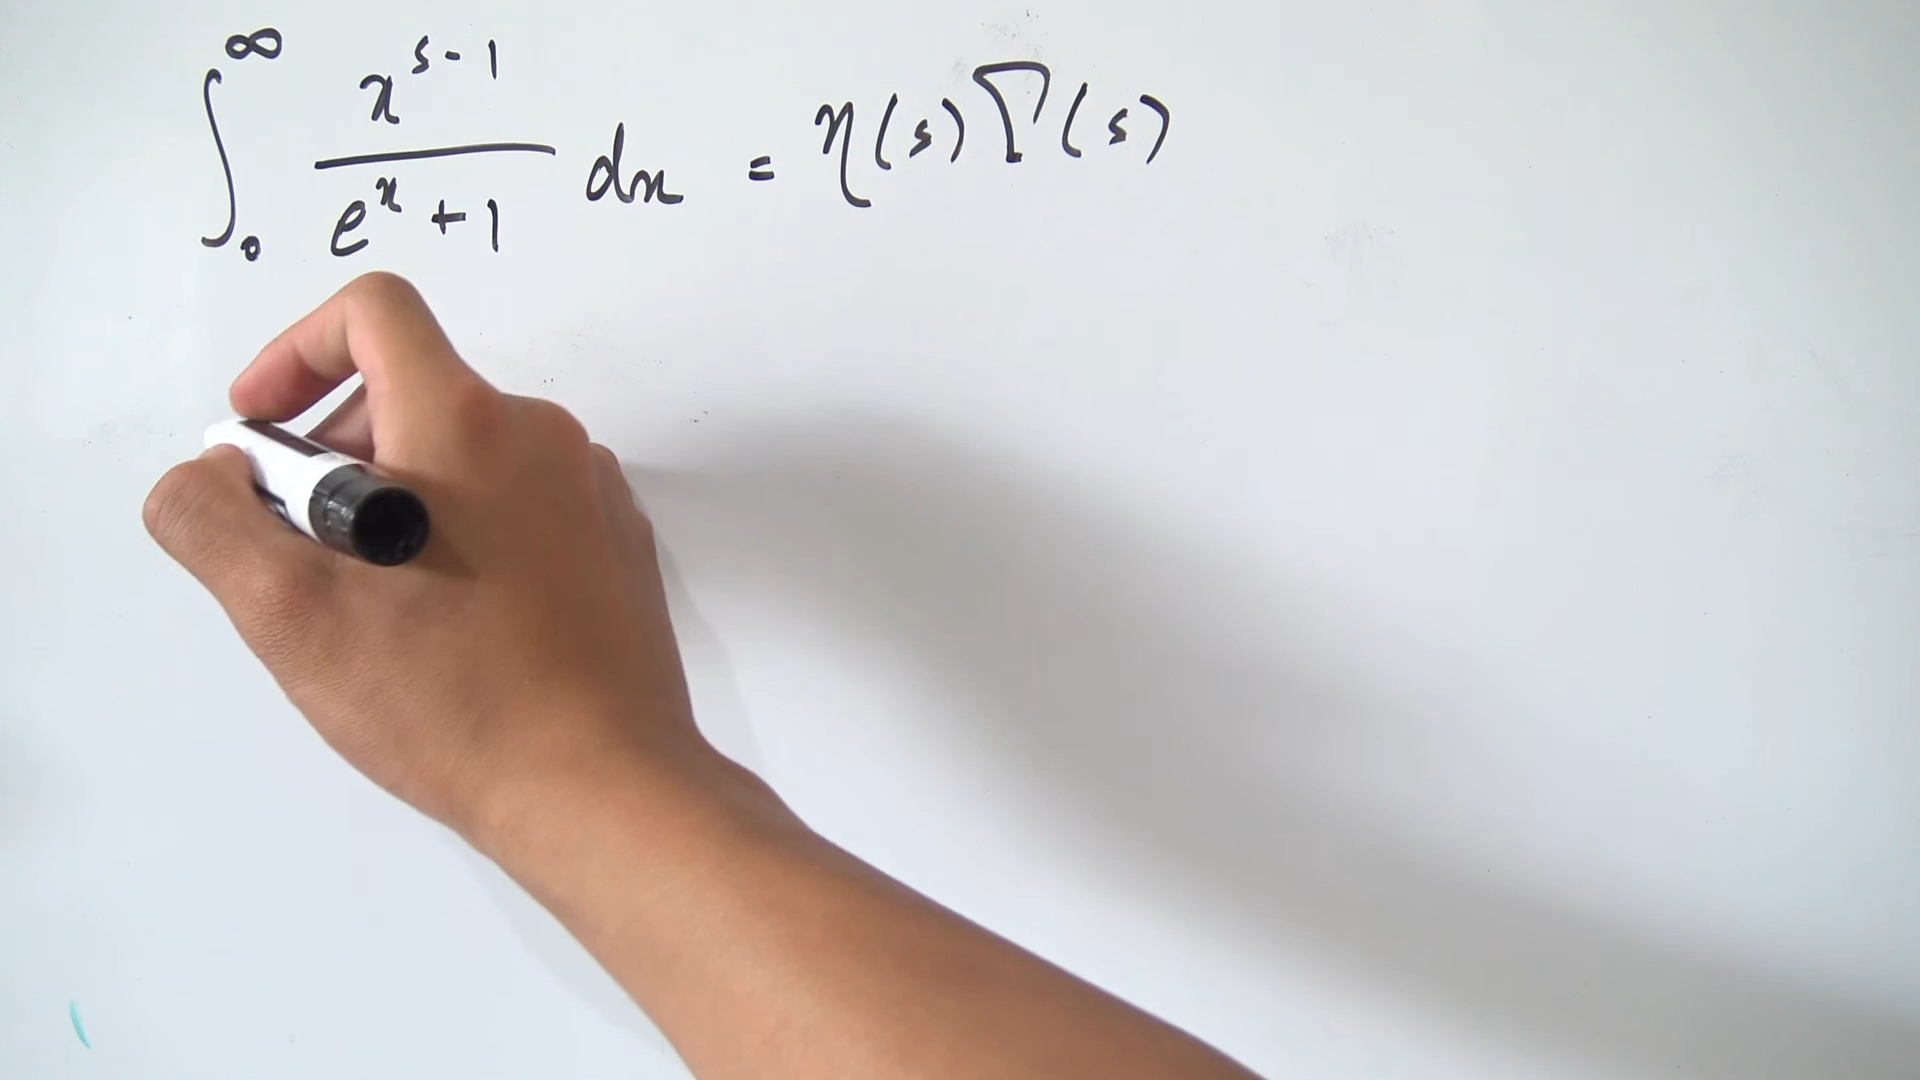 ∫₀^∞ x^(s-1)/(e^x + 1) dx = η(s)Γ(s)